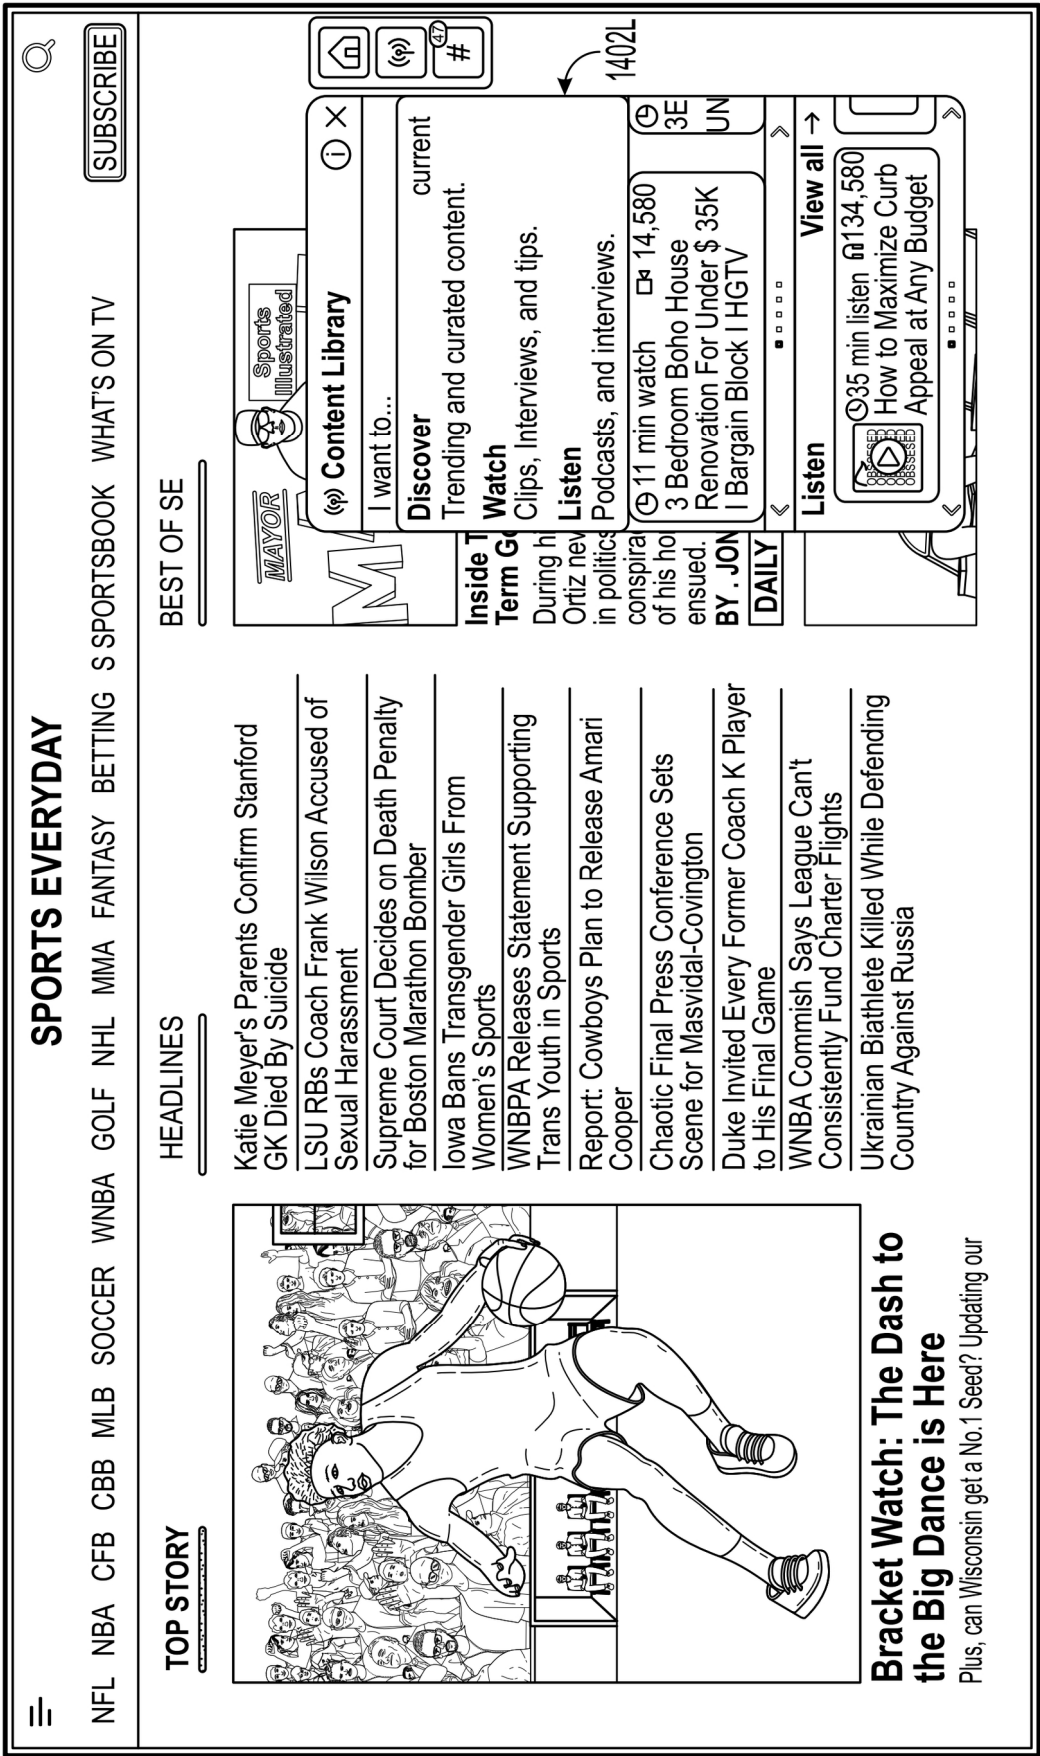 SPORTS EVERYDAY
SUBSCRIBE
NFL NBA CFB CBB MLB SOCCER WNBA GOLF NHL MMA FANTASY BETTING S SPORTSBOOK WHAT'S ON TV
TOP STORY
Bracket Watch: The Dash to
the Big Dance is Here
Plus, can Wisconsin get a No.1 Seed? Updating our
HEADLINES
Katie Meyer's Parents Confirm Stanford
GK Died By Suicide
LSU RBs Coach Frank Wilson Accused of
Sexual Harassment
Supreme Court Decides on Death Penalty
for Boston Marathon Bomber
Iowa Bans Transgender Girls From
Women's Sports
WNBPA Releases Statement Supporting
Trans Youth in Sports
Report: Cowboys Plan to Release Amari
Cooper
Chaotic Final Press Conference Sets
Scene for Masvidal-Covington
Duke Invited Every Former Coach K Player
to His Final Game
WNBA Commish Says League Can't
Consistently Fund Charter Flights
Ukrainian Biathlete Killed While Defending
Country Against Russia
BEST OF SE
MAYOR
Sports
Illustrated
MA
Inside T
Term Go
During hi
Ortiz nev
in politics
conspirac
of his ho
ensued.
BY . JON
DAILY
Content Library
i X
I want to...
Discover current
Trending and curated content.
Watch
Clips, Interviews, and tips.
Listen
Podcasts, and interviews.
11 min watch 14,580
3 Bedroom Boho House
Renovation For Under $ 35K
I Bargain Block I HGTV
3E
UN
Listen View all →
35 min listen 134,580
How to Maximize Curb
Appeal at Any Budget
OBSSESED
OBSSESED
47
#
1402L